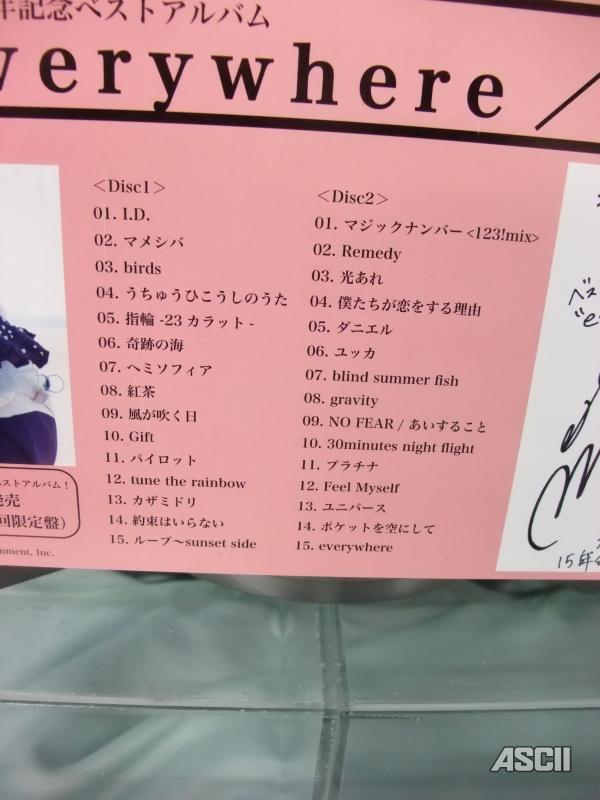 年記念ベストアルバム
verywhere /
<Disc1>
01. I.D.
02. マメシバ
03. birds
04. うちゅうひこうしのうた
05. 指輪 -23 カラット -
06. 奇跡の海
07. ヘミソフィア
08. 紅茶
09. 風が吹く日
10. Gift
11. パイロット
12. tune the rainbow
13. カザミドリ
14. 約束はいらない
15. ループ〜sunset side
<Disc2>
01. マジックナンバー <123!mix>
02. Remedy
03. 光あれ
04. 僕たちが恋をする理由
05. ダニエル
06. ユッカ
07. blind summer fish
08. gravity
09. NO FEAR / あいすること
10. 30minutes night flight
11. プラチナ
12. Feel Myself
13. ユニバース
14. ポケットを空にして
15. everywhere
ベストアルバム！
発売
回限定盤)
nment, Inc.
ベス
"e
15年
ASCII